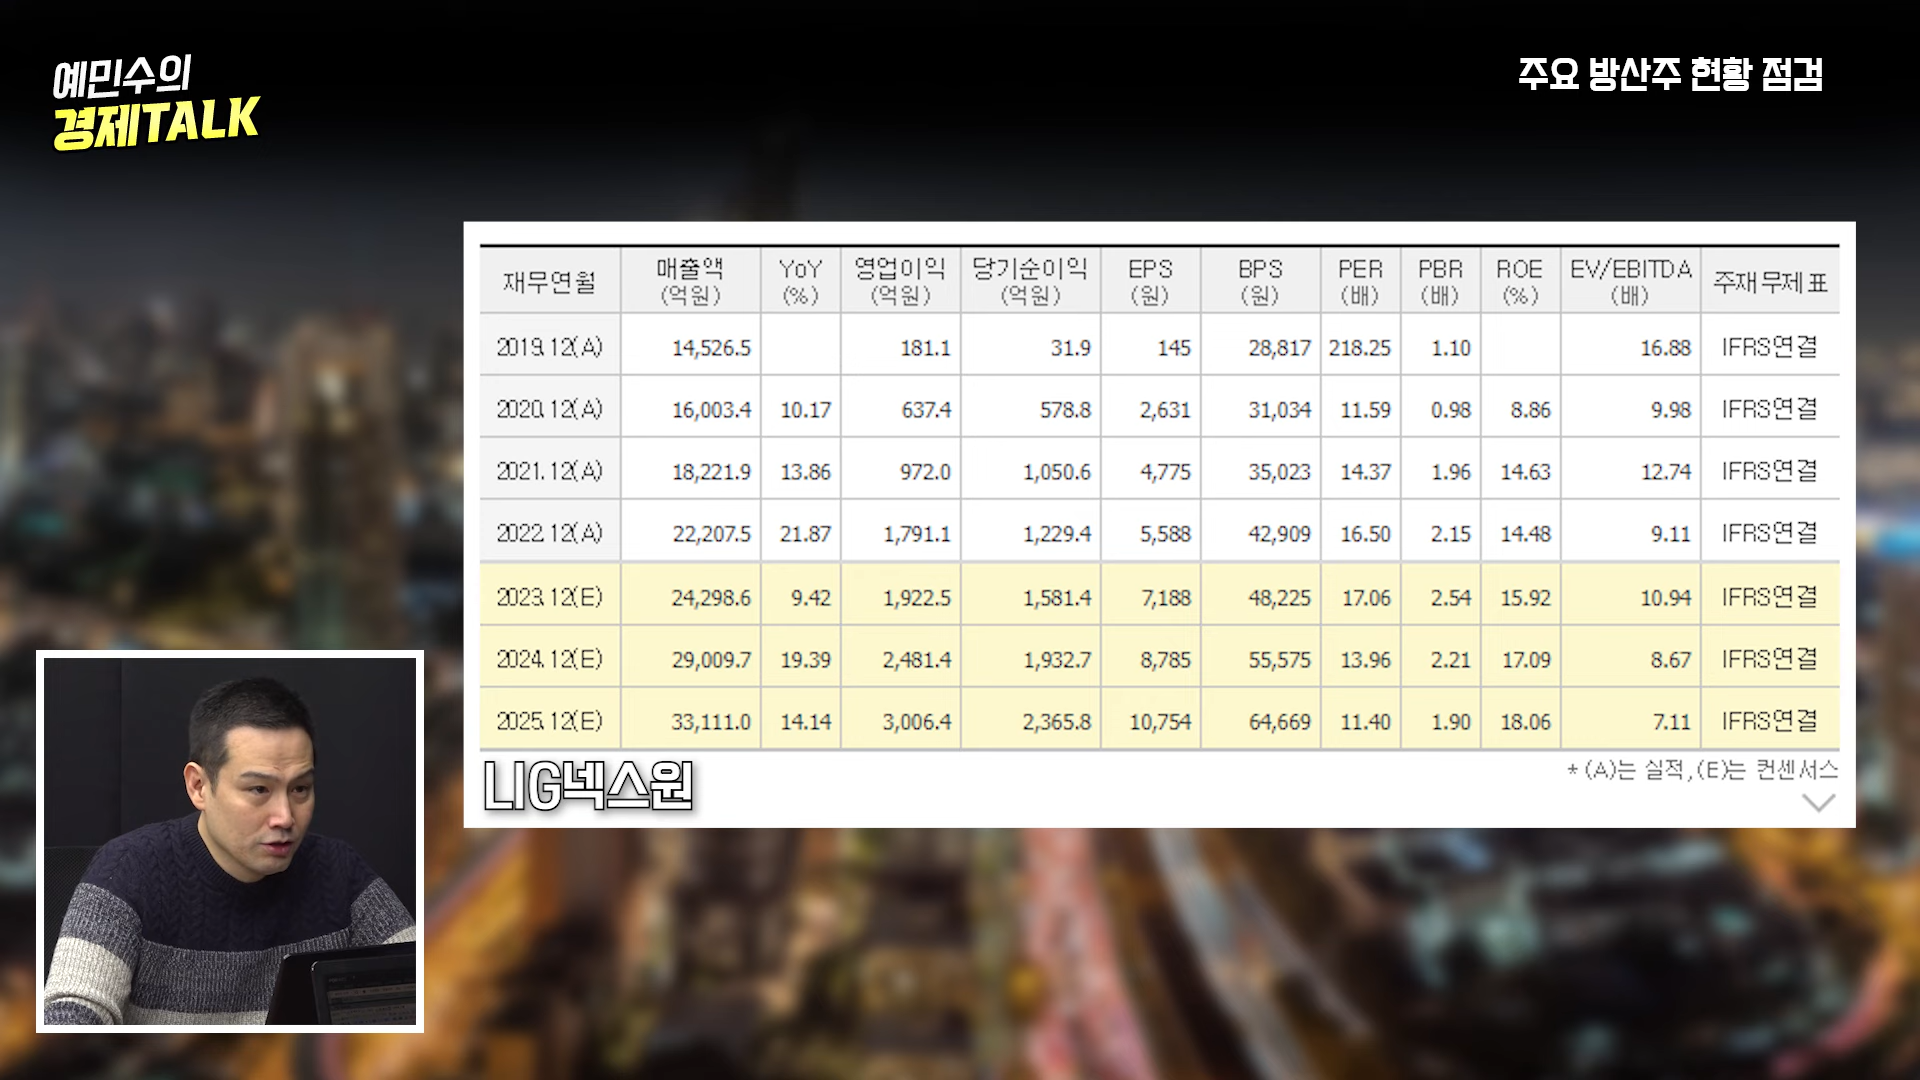 예민수의
경제TALK
주요 방산주 현황 점검
재무연월 매출액 (억원) YoY (%) 영업이익 (억원) 당기순이익 (억원) EPS (원) BPS (원) PER (배) PBR (배) ROE (%) EV/EBITDA (배) 주재무제표
2019.12(A) 14,526.5 181.1 31.9 145 28,817 218.25 1.10 16.88 IFRS연결
2020.12(A) 16,003.4 10.17 637.4 578.8 2,631 31,034 11.59 0.98 8.86 9.98 IFRS연결
2021.12(A) 18,221.9 13.86 972.0 1,050.6 4,775 35,023 14.37 1.96 14.63 12.74 IFRS연결
2022.12(A) 22,207.5 21.87 1,791.1 1,229.4 5,588 42,909 16.50 2.15 14.48 9.11 IFRS연결
2023.12(E) 24,298.6 9.42 1,922.5 1,581.4 7,188 48,225 17.06 2.54 15.92 10.94 IFRS연결
2024.12(E) 29,009.7 19.39 2,481.4 1,932.7 8,785 55,575 13.96 2.21 17.09 8.67 IFRS연결
2025.12(E) 33,111.0 14.14 3,006.4 2,365.8 10,754 64,669 11.40 1.90 18.06 7.11 IFRS연결
* (A)는 실적, (E)는 컨센서스
LIG넥스원